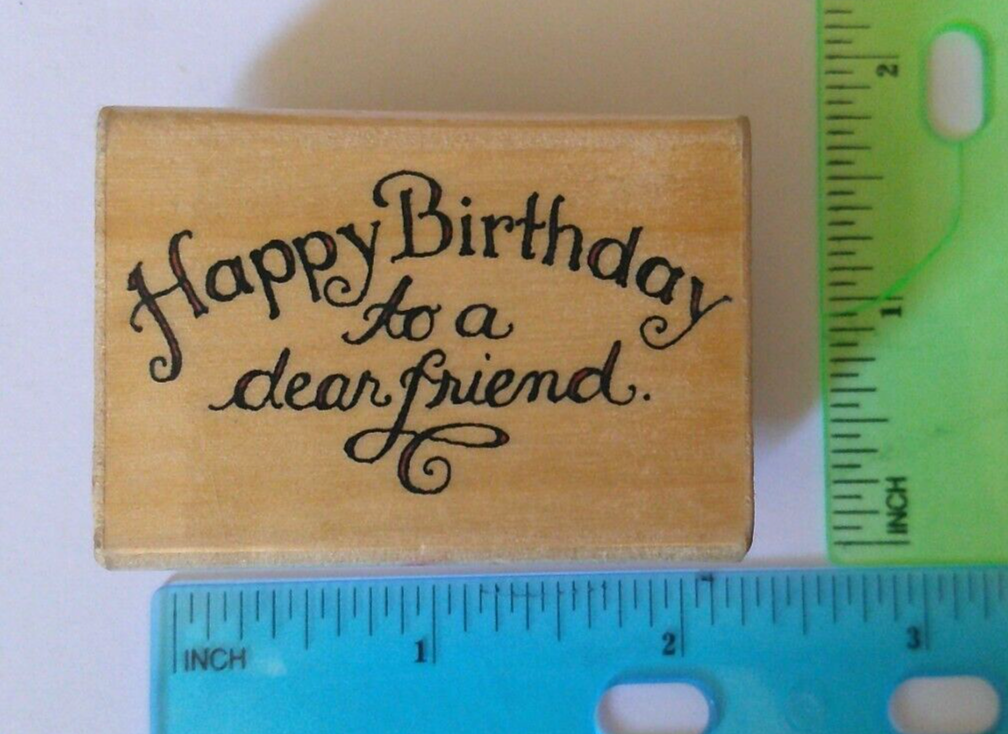 Happy Birthday
to a
dear friend.
2
1
INCH
INCH 1 2 3